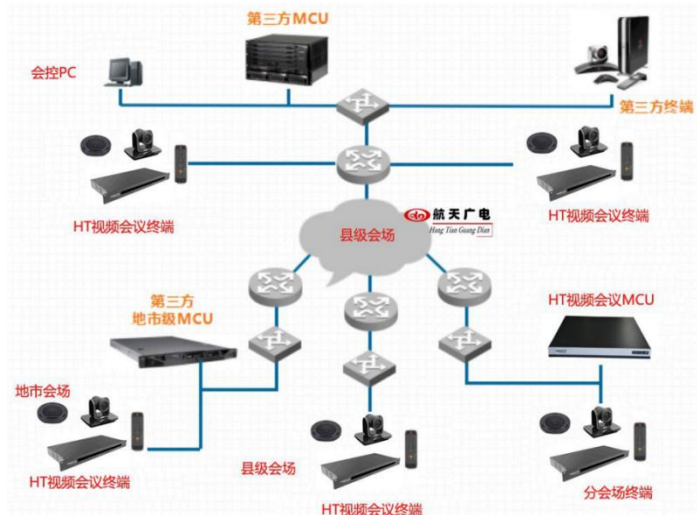 第三方MCU
会控PC
第三方终端
HT视频会议终端
HT视频会议终端
航天广电
Hang Tian Guang Dian
县级会场
第三方
地市级MCU
HT视频会议MCU
地市会场
HT视频会议终端
县级会场
HT视频会议终端
分会场终端